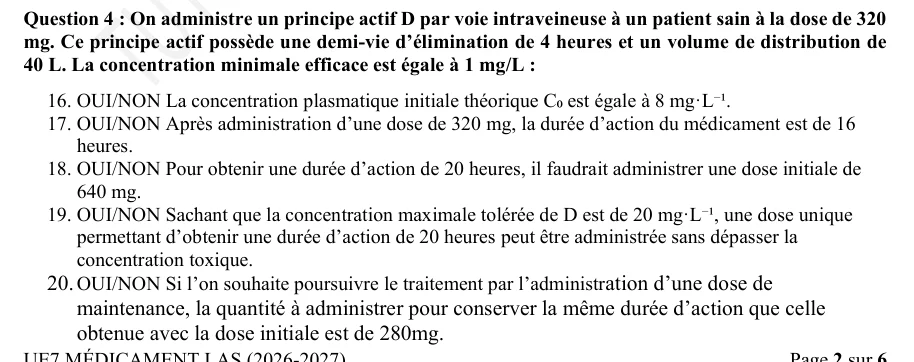 Question 4 : On administre un principe actif D par voie intraveineuse à un patient sain à la dose de 320
mg. Ce principe actif possède une demi-vie d’élimination de 4 heures et un volume de distribution de
40 L. La concentration minimale efficace est égale à 1 mg/L :
16. OUI/NON La concentration plasmatique initiale théorique C₀ est égale à 8 mg·L⁻¹.
17. OUI/NON Après administration d’une dose de 320 mg, la durée d’action du médicament est de 16
heures.
18. OUI/NON Pour obtenir une durée d’action de 20 heures, il faudrait administrer une dose initiale de
640 mg.
19. OUI/NON Sachant que la concentration maximale tolérée de D est de 20 mg·L⁻¹, une dose unique
permettant d’obtenir une durée d’action de 20 heures peut être administrée sans dépasser la
concentration toxique.
20. OUI/NON Si l’on souhaite poursuivre le traitement par l’administration d’une dose de
maintenance, la quantité à administrer pour conserver la même durée d’action que celle
obtenue avec la dose initiale est de 280mg.
UE7 MÉDICAMENT LAS (2026-2027) Page 2 sur 6